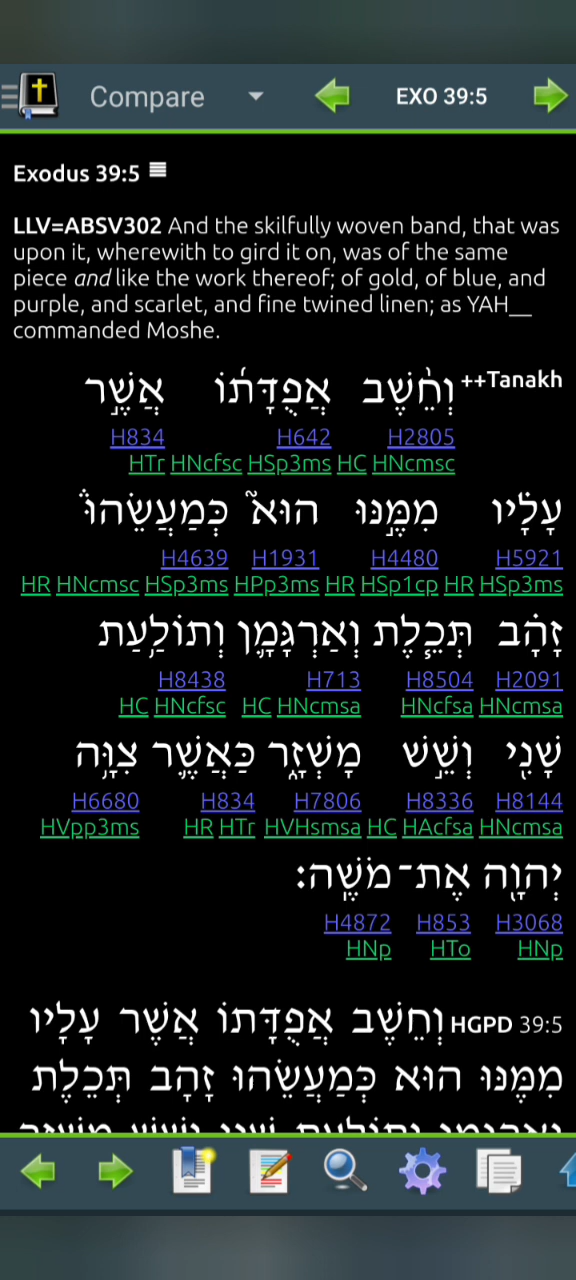 Compare EXO 39:5
Exodus 39:5
LLV=ABSV302 And the skilfully woven band, that was
upon it, wherewith to gird it on, was of the same
piece and like the work thereof; of gold, of blue, and
purple, and scarlet, and fine twined linen; as YAH__
commanded Moshe.
++Tanakh וְחֵ֨שֶׁב אֲפֻדָּת֜וֹ אֲשֶׁ֣ר
H834 H642 H2805
HTr HNcfsc HSp3ms HC HNcmsc
עָלָ֗יו מִמֶּ֣נּוּ הוּא֮ כְּמַעֲשֵׂהוּ֒
H4639 H1931 H4480 H5921
HR HNcmsc HSp3ms HPp3ms HR HSp1cp HR HSp3ms
זָהָ֗ב תְּכֵ֧לֶת וְאַרְגָּמָ֛ן וְתוֹלַ֥עַת
H8438 H713 H8504 H2091
HC HNcfsc HC HNcmsa HNcfsa HNcmsa
שָׁנִ֖י וְשֵׁ֣שׁ מָשְׁזָ֑ר כַּאֲשֶׁ֛ר צִוָּ֥ה
H6680 H834 H7806 H8336 H8144
HVpp3ms HR HTr HVHsmsa HC HAcfsa HNcmsa
יְהוָ֖ה אֶת־ מֹשֶֽׁה׃
H4872 H853 H3068
HNp HTo HNp
HGPD 39:5 וְחֵשֶׁב אֲפֻדָּתוֹ אֲשֶׁר עָלָיו
מִמֶּנּוּ הוּא כְּמַעֲשֵׂהוּ זָהָב תְּכֵלֶת